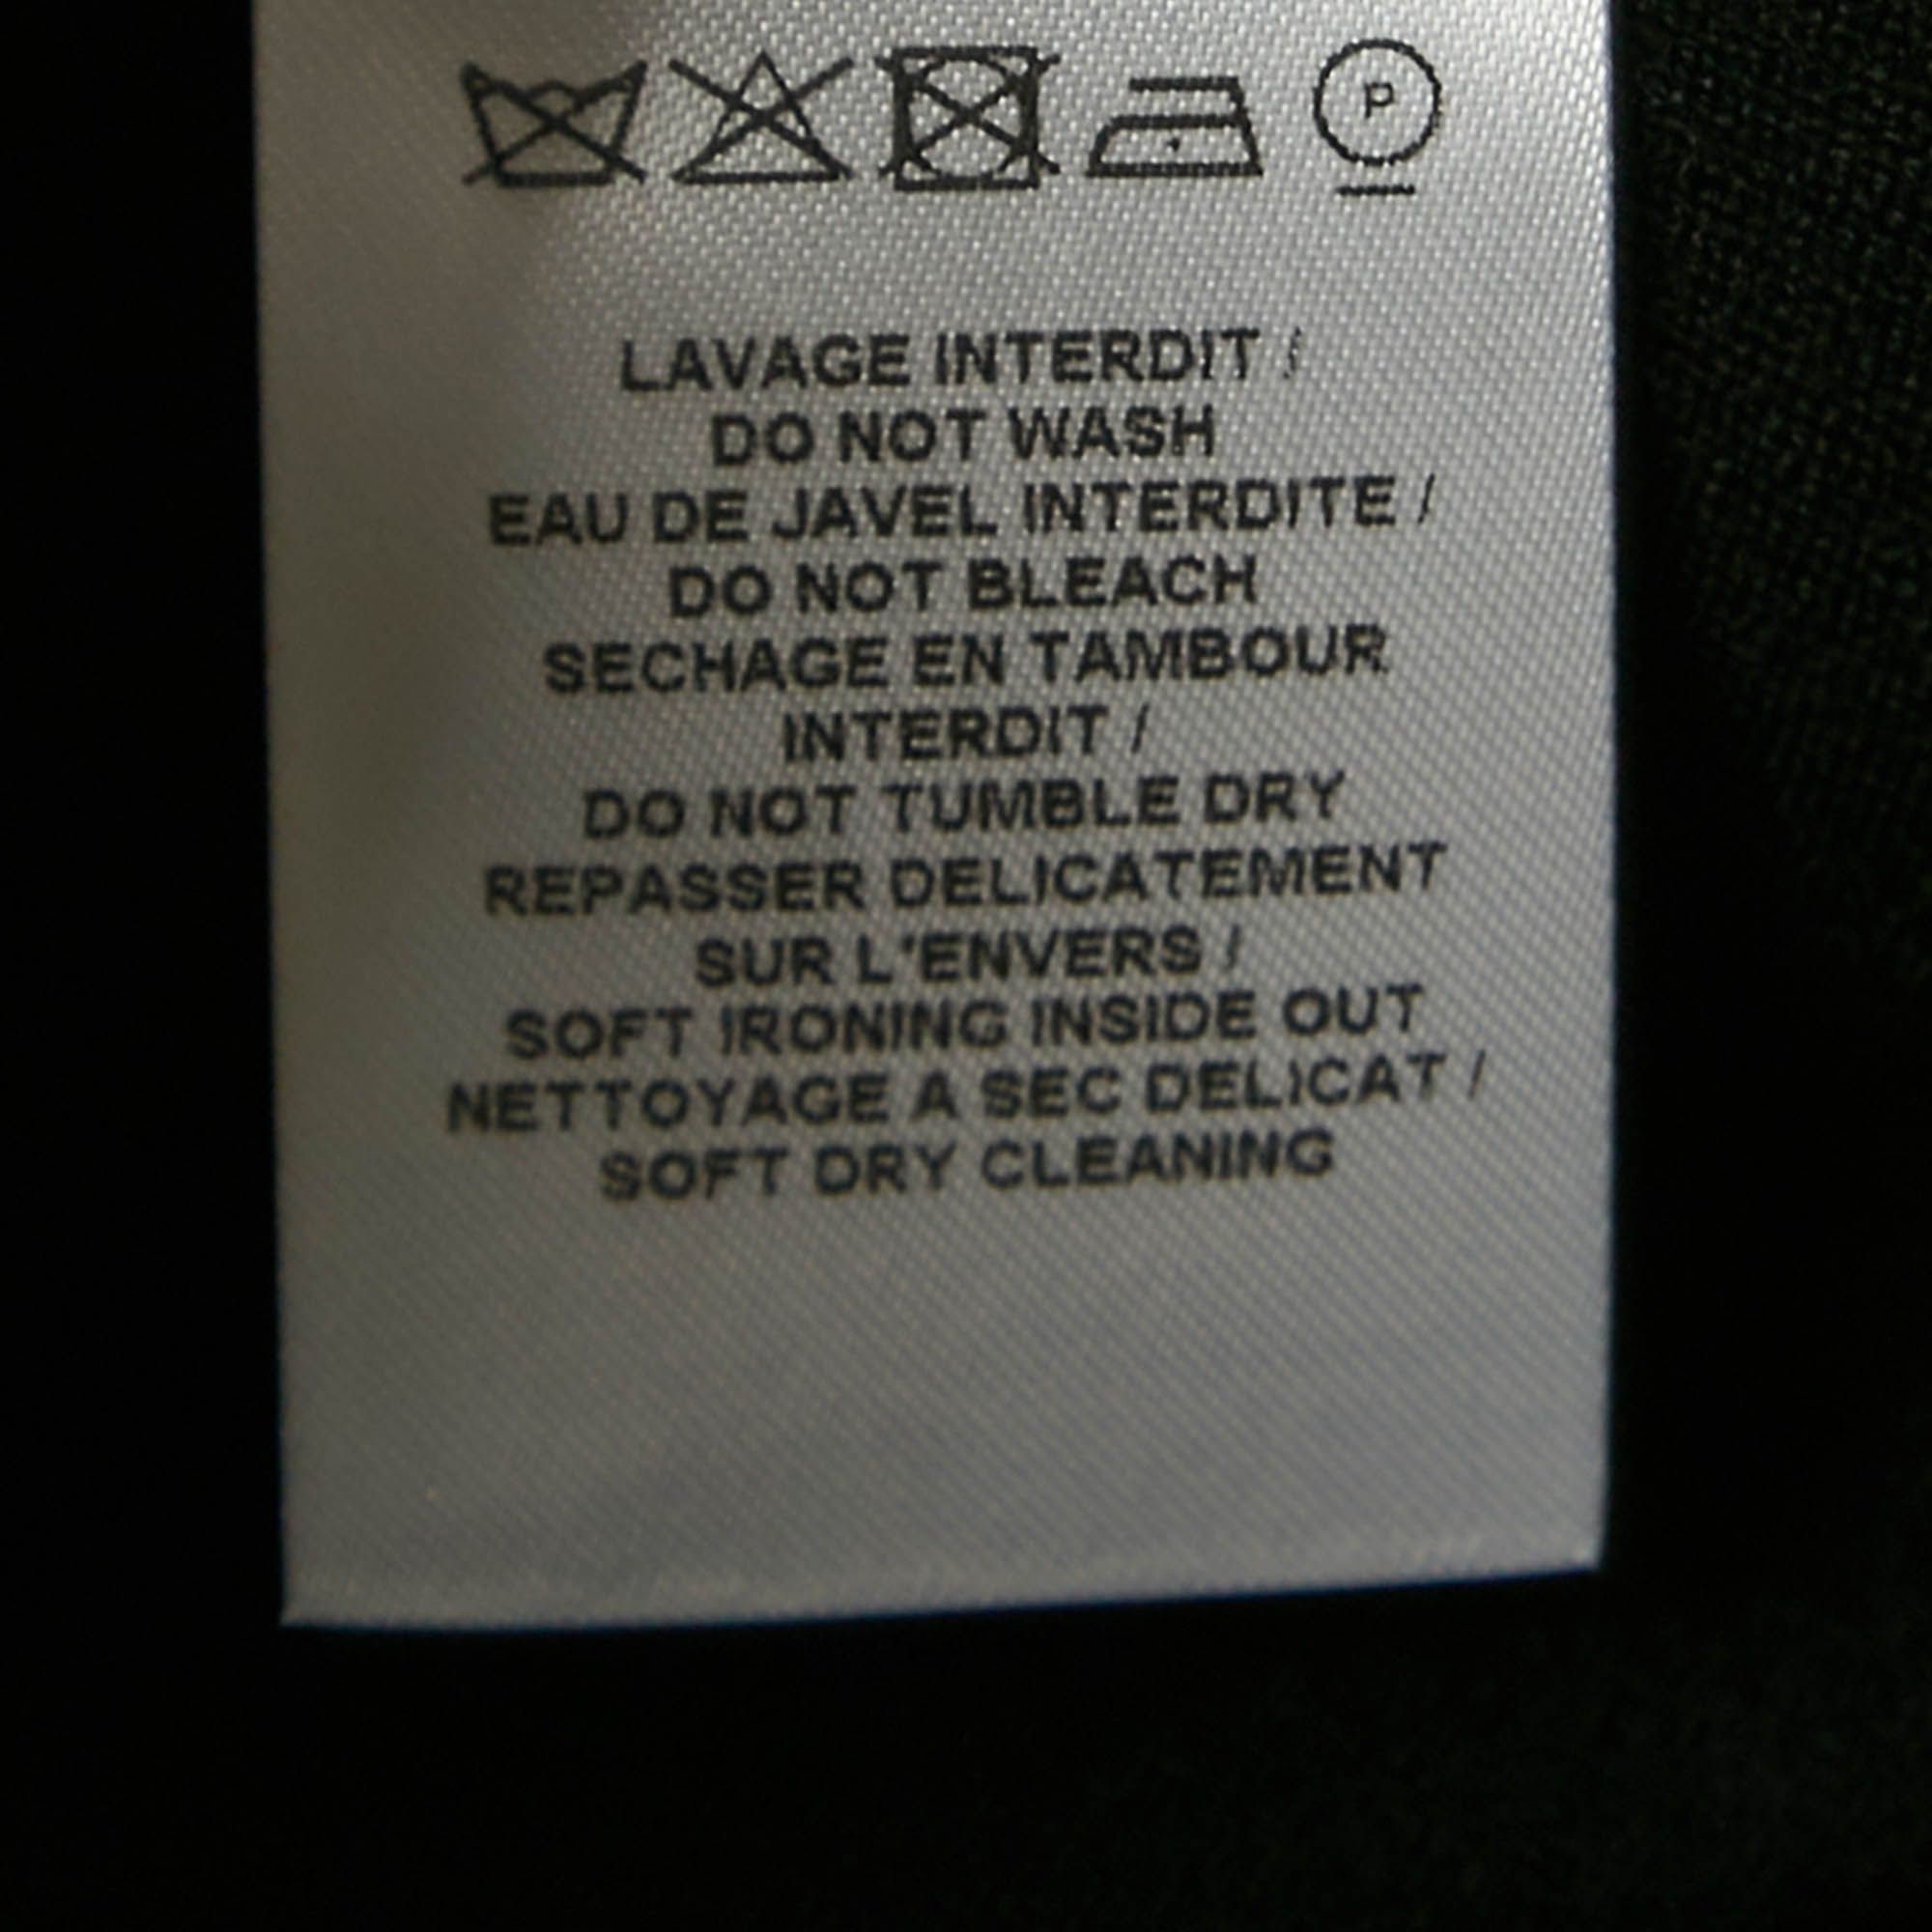 P
LAVAGE INTERDIT /
DO NOT WASH
EAU DE JAVEL INTERDITE /
DO NOT BLEACH
SECHAGE EN TAMBOUR
INTERDIT /
DO NOT TUMBLE DRY
REPASSER DELICATEMENT
SUR L'ENVERS /
SOFT IRONING INSIDE OUT
NETTOYAGE A SEC DELICAT /
SOFT DRY CLEANING